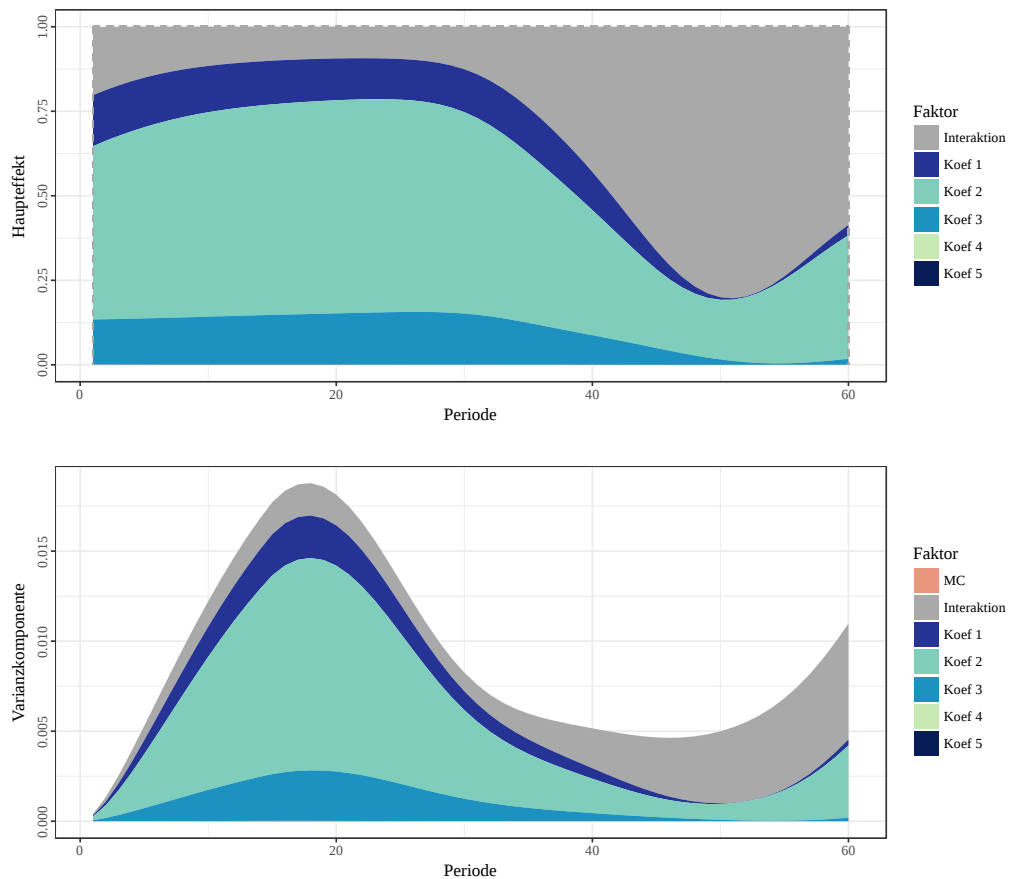 Haupteffekt
1.00
0.75
0.50
0.25
0.00
0
20
40
60
Periode
Faktor
Interaktion
Koef 1
Koef 2
Koef 3
Koef 4
Koef 5
Varianzkomponente
0.015
0.010
0.005
0.000
0
20
40
60
Periode
Faktor
MC
Interaktion
Koef 1
Koef 2
Koef 3
Koef 4
Koef 5